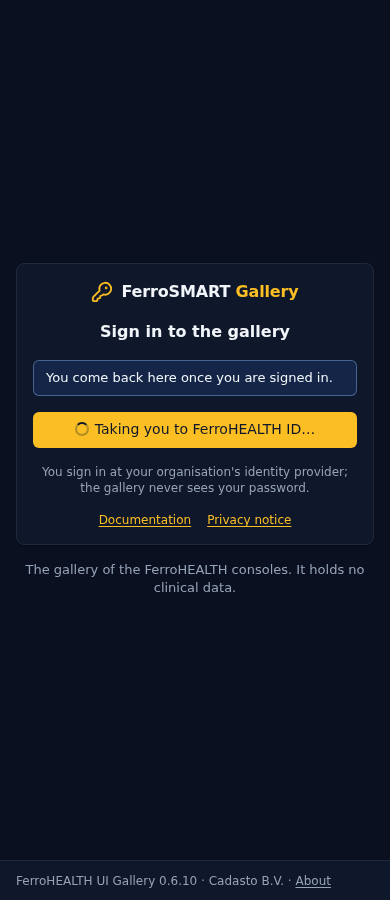 FerroSMART Gallery
Sign in to the gallery
You come back here once you are signed in.
Taking you to FerroHEALTH ID…
You sign in at your organisation's identity provider;
the gallery never sees your password.
Documentation Privacy notice
The gallery of the FerroHEALTH consoles. It holds no
clinical data.
FerroHEALTH UI Gallery 0.6.10 · Cadasto B.V. · About